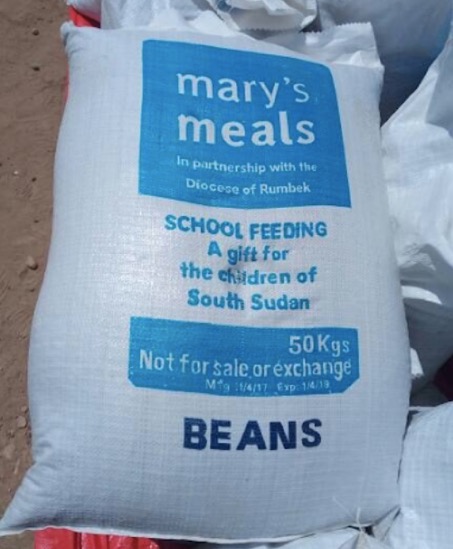 mary's
meals
In partnership with the
Diocese of Rumbek
SCHOOL FEEDING
A gift for
the children of
South Sudan
50Kgs
Not for sale, or exchange
Mfg :1/4/17 Exp: 1/4/19
BEANS